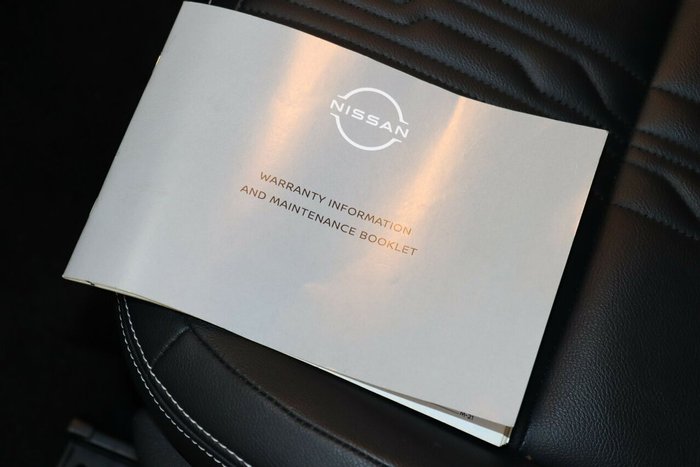 NISSAN
WARRANTY INFORMATION
AND MAINTENANCE BOOKLET